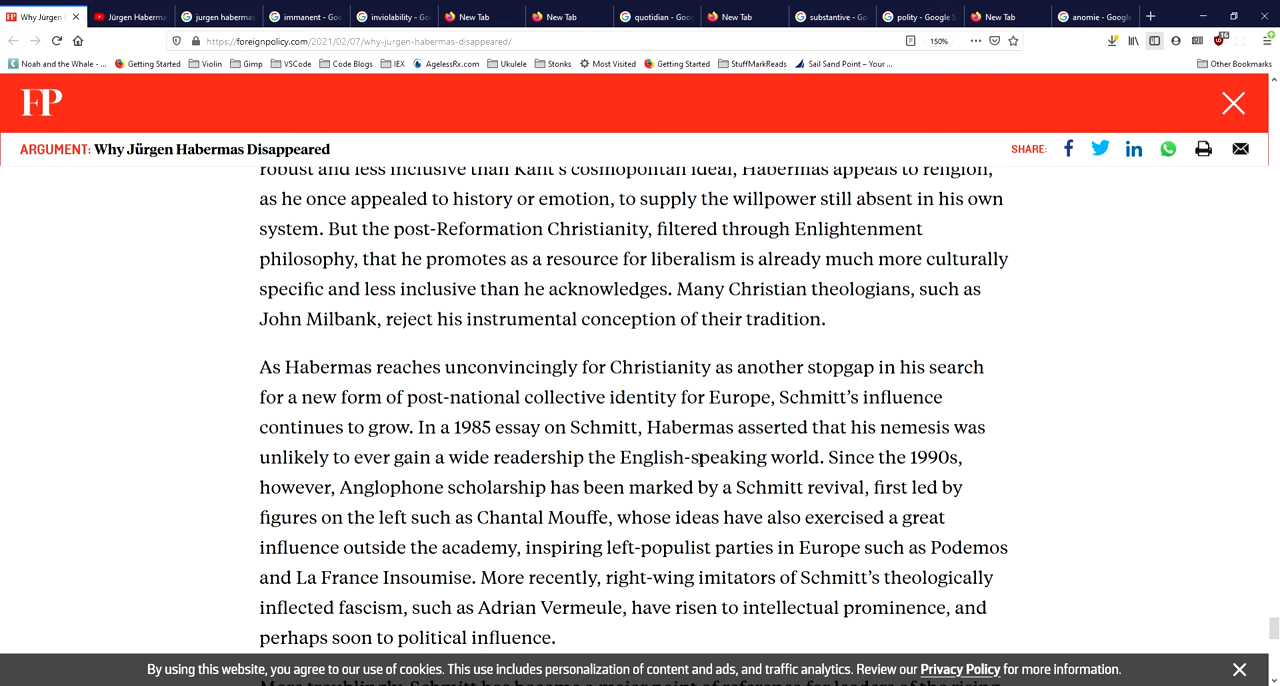 Why Jürgen H
Jürgen Haberma
jurgen habermas
immanent - Goo
inviolability - Go
New Tab
New Tab
quotidian - Goo
New Tab
substantive - Go
polity - Google S
New Tab
anomie - Google
https://foreignpolicy.com/2021/02/07/why-jurgen-habermas-disappeared/
150%
Noah and the Whale - ...
Getting Started
Violin
Gimp
VSCode
Code Blogs
IEX
AgelessRx.com
Ukulele
Stonks
Most Visited
Getting Started
StuffMarkReads
Sail Sand Point – Your ...
Other Bookmarks
FP
ARGUMENT: Why Jürgen Habermas Disappeared
SHARE:
robust and less inclusive than Kant's cosmopolitan ideal, Habermas appeals to religion,
as he once appealed to history or emotion, to supply the willpower still absent in his own
system. But the post-Reformation Christianity, filtered through Enlightenment
philosophy, that he promotes as a resource for liberalism is already much more culturally
specific and less inclusive than he acknowledges. Many Christian theologians, such as
John Milbank, reject his instrumental conception of their tradition.
As Habermas reaches unconvincingly for Christianity as another stopgap in his search
for a new form of post-national collective identity for Europe, Schmitt's influence
continues to grow. In a 1985 essay on Schmitt, Habermas asserted that his nemesis was
unlikely to ever gain a wide readership the English-speaking world. Since the 1990s,
however, Anglophone scholarship has been marked by a Schmitt revival, first led by
figures on the left such as Chantal Mouffe, whose ideas have also exercised a great
influence outside the academy, inspiring left-populist parties in Europe such as Podemos
and La France Insoumise. More recently, right-wing imitators of Schmitt's theologically
inflected fascism, such as Adrian Vermeule, have risen to intellectual prominence, and
perhaps soon to political influence.
By using this website, you agree to our use of cookies. This use includes personalization of content and ads, and traffic analytics. Review our Privacy Policy for more information.
More troublingly, Schmitt has become a major point of reference for leaders of the rising